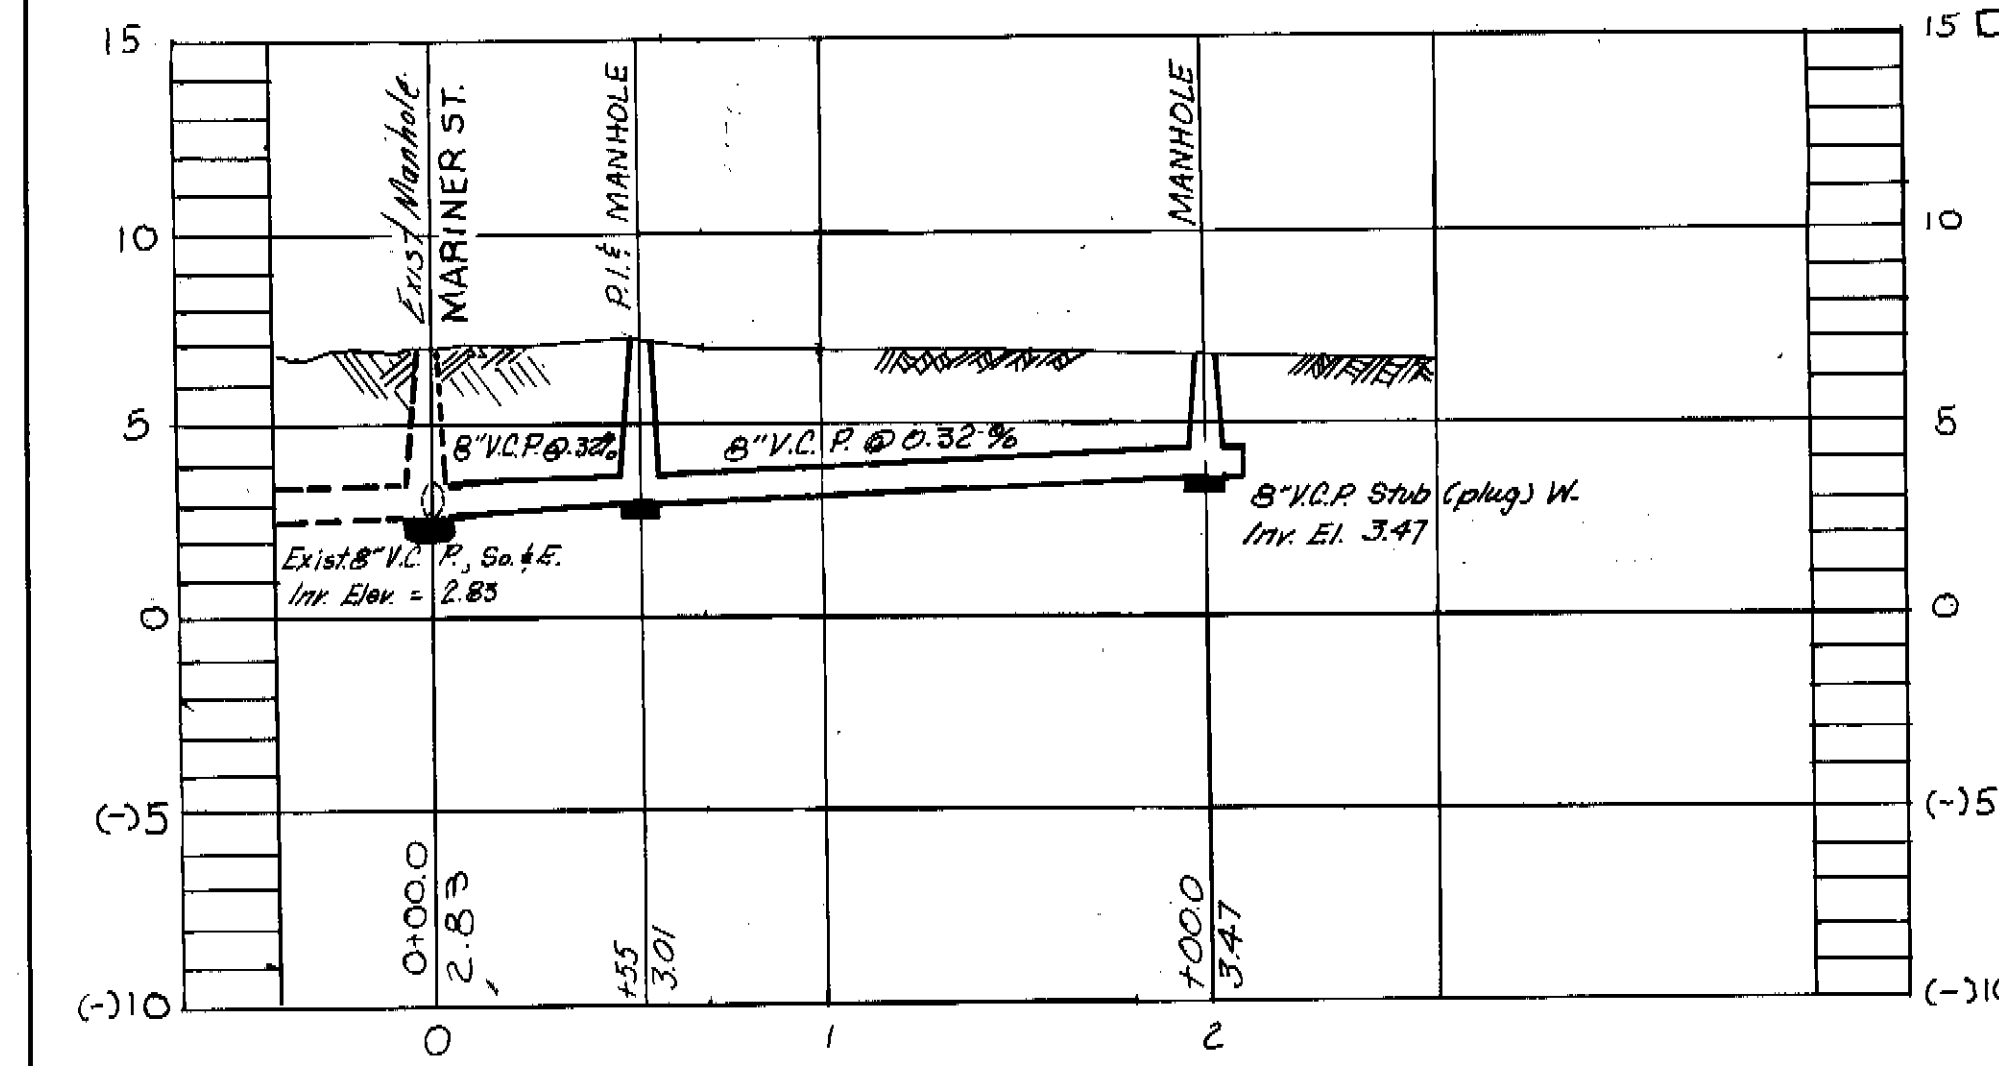 15
15
10
10
5
5
0
0
(-)5
(-)5
(-)10
(-)10
Exist Manhole
MARINER ST.
P.I. & MANHOLE
MANHOLE
8" V.C.P. @ .32%
8" V.C.P. @ 0.32 %
8" V.C.P. Stub (plug) W.
Inv. El. 3.47
Exist. 8" V.C.P., So. & E.
Inv. Elev. = 2.83
0+00.0
2.83
+55
3.01
+00.0
3.47
0
1
2